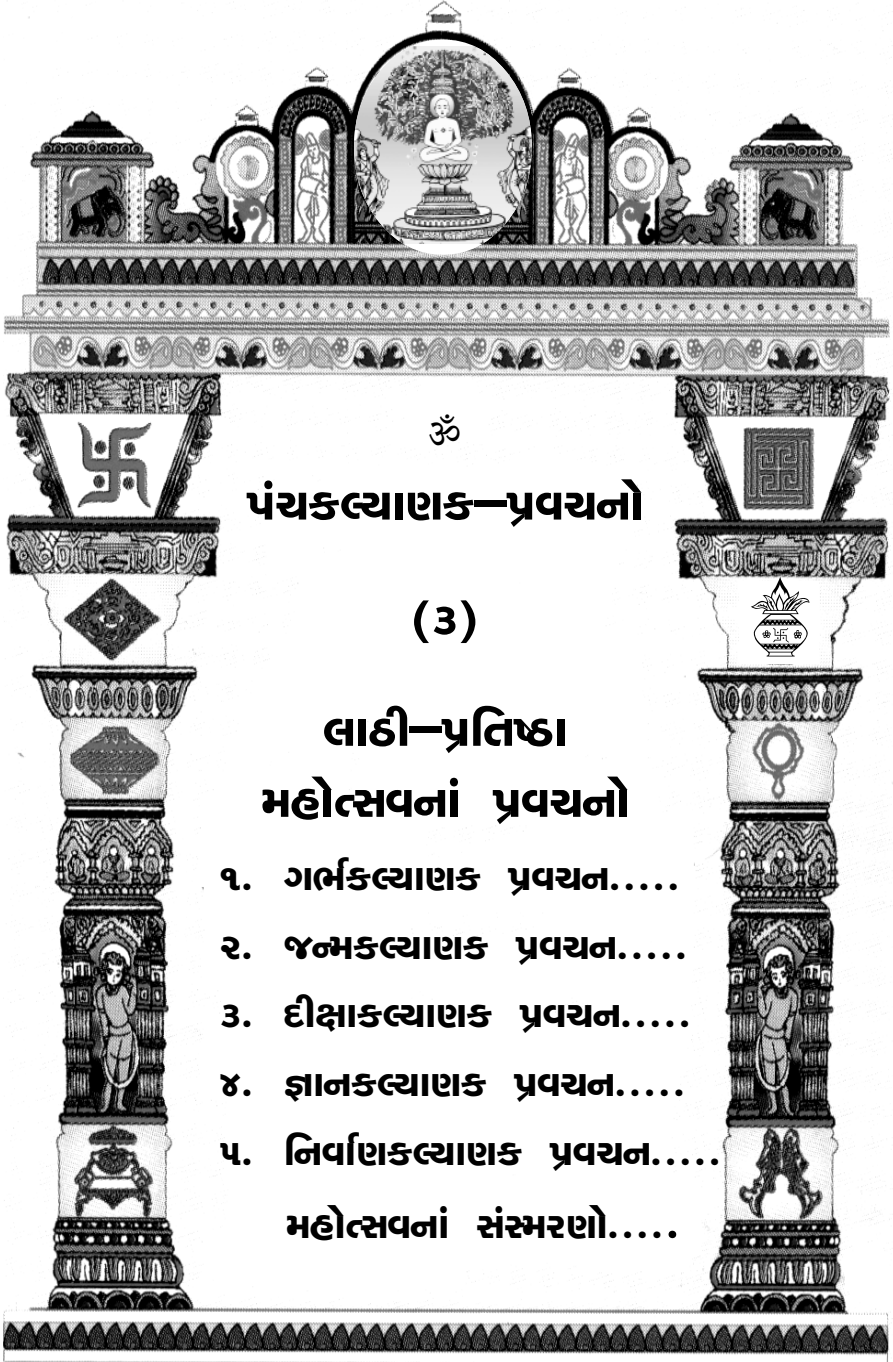 ૐ
પંચકલ્યાણક–પ્રવચનો
(૩)
લાઠી–પ્રતિષ્ઠા
મહોત્સવનાં પ્રવચનો
૧. ગર્ભકલ્યાણક પ્રવચન.....
૨. જન્મકલ્યાણક પ્રવચન.....
૩. દીક્ષાકલ્યાણક પ્રવચન.....
૪. જ્ઞાનકલ્યાણક પ્રવચન.....
૫. નિર્વાણકલ્યાણક પ્રવચન.....
મહોત્સવનાં સંસ્મરણો.....